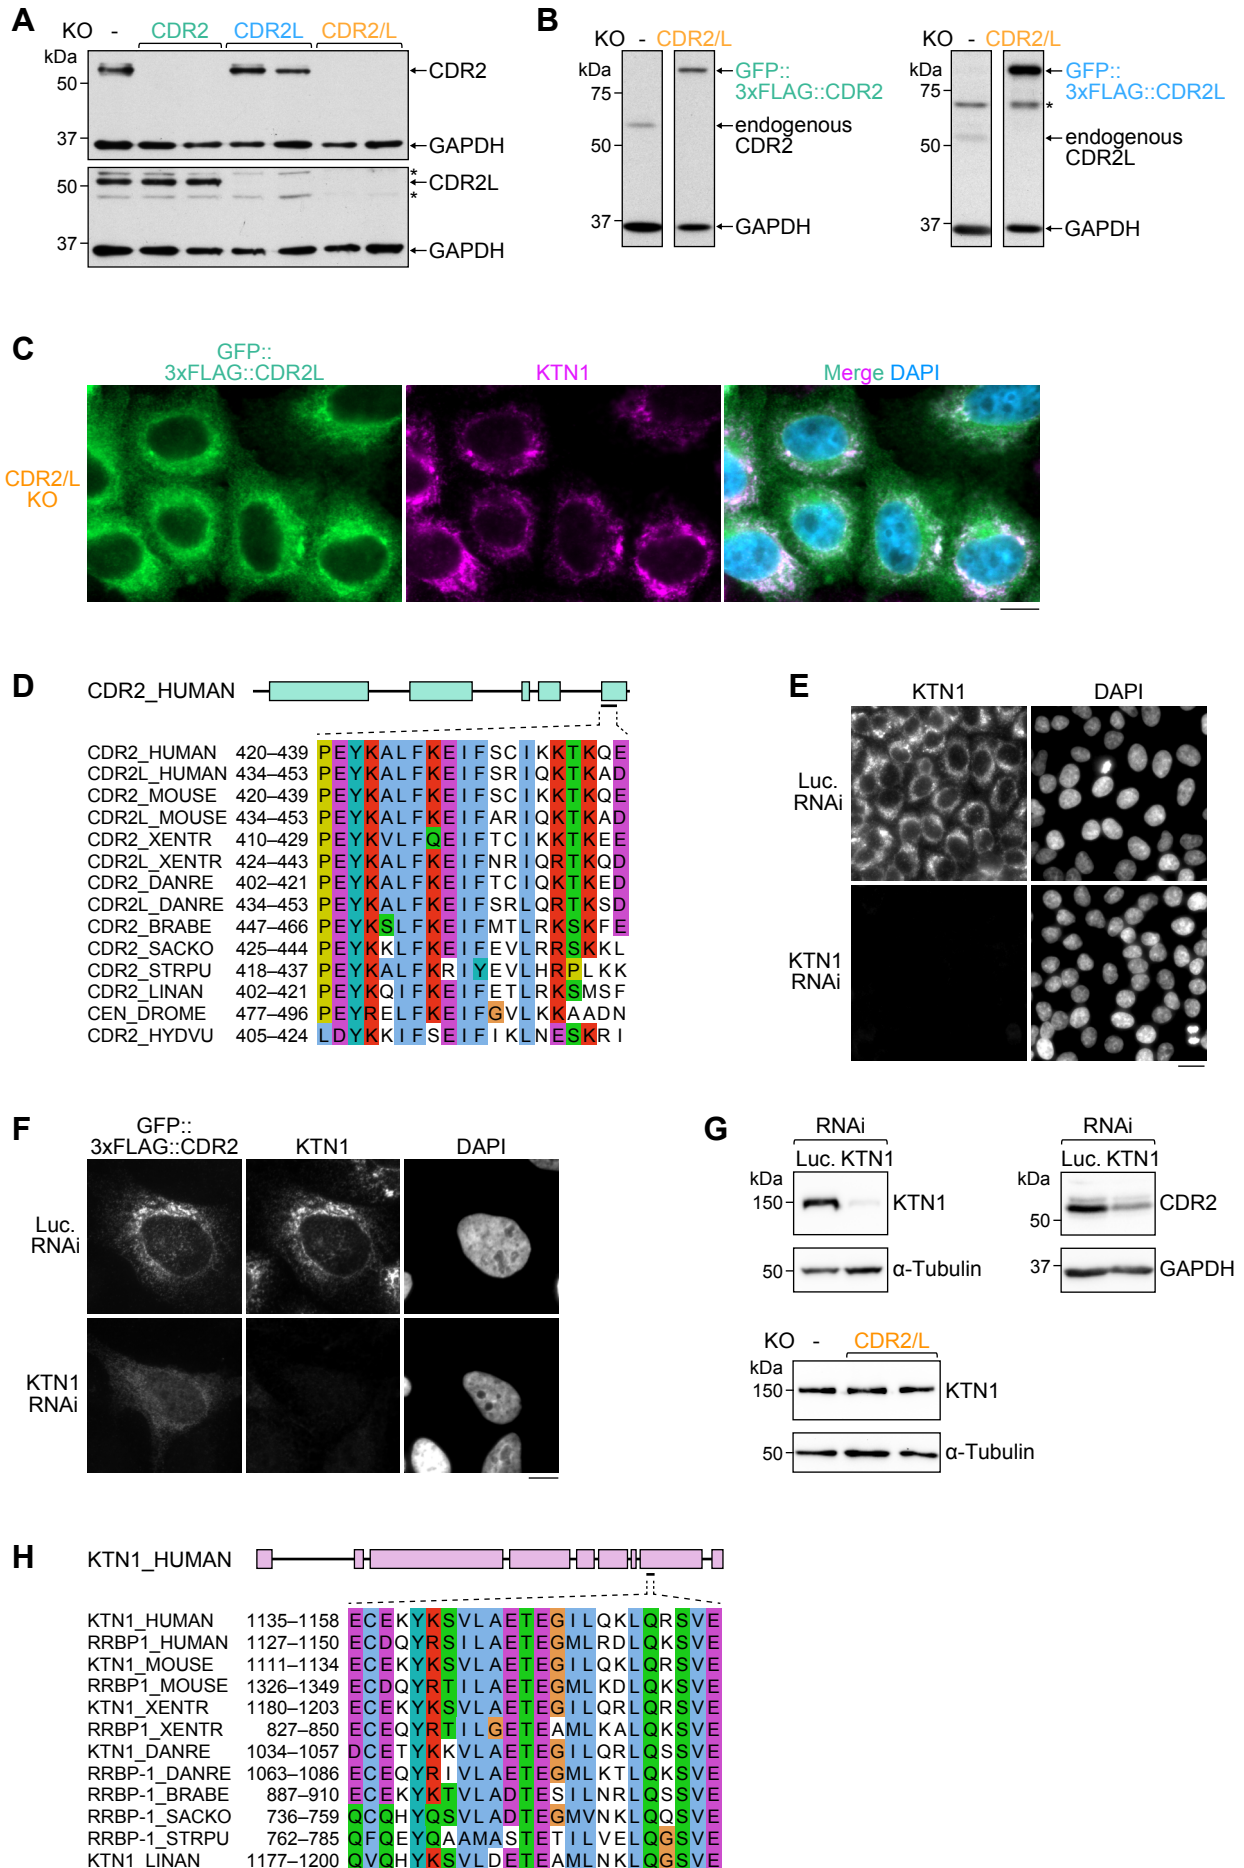 A
KO - CDR2 CDR2L CDR2/L
kDa
50
CDR2
37
GAPDH
50
*
CDR2L
*
37
GAPDH
B
KO - CDR2/L
kDa
GFP::
3xFLAG::CDR2
75
endogenous
CDR2
50
37
GAPDH
KO - CDR2/L
kDa
GFP::
3xFLAG::CDR2L
75
*
endogenous
CDR2L
50
37
GAPDH
C
GFP::
3xFLAG::CDR2L
KTN1
Merge DAPI
CDR2/L
KO
D
CDR2_HUMAN
CDR2_HUMAN 420–439 PEYKALFKEIFSCIKKTKQE
CDR2L_HUMAN 434–453 PEYKALFKEIFSRIQKTKAD
CDR2_MOUSE 420–439 PEYKALFKEIFSCIKKTKQE
CDR2L_MOUSE 434–453 PEYKALFKEIFARIQKTKAD
CDR2_XENTR 410–429 PEYKVLFQEIFTCIKKTKEE
CDR2L_XENTR 424–443 PEYKALFKEIFNRIQRTKQD
CDR2_DANRE 402–421 PEYKALFKEIFTCIQKTKED
CDR2L_DANRE 434–453 PEYKALFKEIFSRLQRTKSD
CDR2_BRABE 447–466 PEYKSLFKEIFMTLRKSKFE
CDR2_SACKO 425–444 PEYKKLFKEIFEVLRRSKKL
CDR2_STRPU 418–437 PEYKALFKRIYEVLHRPLKK
CDR2_LINAN 402–421 PEYKQIFKEIFETLRKSMSF
CEN_DROME 477–496 PEYRELFKEIFGVLKKAADN
CDR2_HYDVU 405–424 LDYKKIFSEIFIKLNESKRI
E
KTN1 DAPI
Luc.
RNAi
KTN1
RNAi
F
GFP::
3xFLAG::CDR2
KTN1
DAPI
Luc.
RNAi
KTN1
RNAi
G
RNAi
Luc. KTN1
kDa
150
KTN1
50
α-Tubulin
RNAi
Luc. KTN1
kDa
CDR2
50
37
GAPDH
KO - CDR2/L
kDa
150
KTN1
50
α-Tubulin
H
KTN1_HUMAN
KTN1_HUMAN 1135–1158 ECEKYKSVLAETEGILQKLQRSVE
RRBP1_HUMAN 1127–1150 ECDQYRSILAETEGMLRDLQKSVE
KTN1_MOUSE 1111–1134 ECEKYKSVLAETEGILQKLQRSVE
RRBP1_MOUSE 1326–1349 ECDQYRTILAETEGMLKDLQKSVE
KTN1_XENTR 1180–1203 ECEKYKSVLAETEGILQRLQRSVE
RRBP1_XENTR 827–850 ECEQYRTILGETEAMLKALQKSVE
KTN1_DANRE 1034–1057 DCETYKKVLAETEGILQRLQSSVE
RRBP-1_DANRE 1063–1086 ECEQYRIVLAETEGMLKTLQKSVE
RRBP-1_BRABE 887–910 ECEKYKTVLADTESILNRLQSSVE
RRBP-1_SACKO 736–759 QCQHYQSVLADTEGMVNKLQQSVE
RRBP-1_STRPU 762–785 QFQEYQAAMASTETILVELQGSVE
KTN1_LINAN 1177–1200 QVQHYKSVLDETEAMLNKLQGSVE